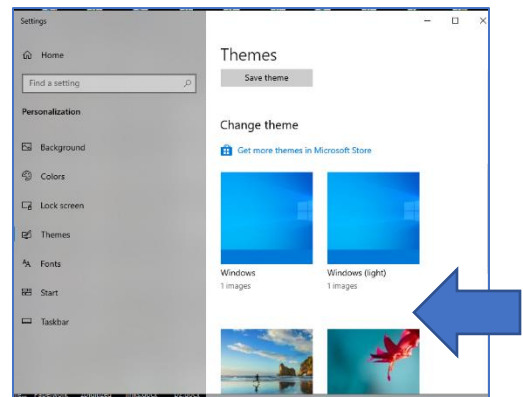 Settings
Home
Find a setting
Personalization
Background
Colors
Lock screen
Themes
Fonts
Start
Taskbar
Themes
Save theme
Change theme
Get more themes in Microsoft Store
Windows
1 images
Windows (light)
1 images